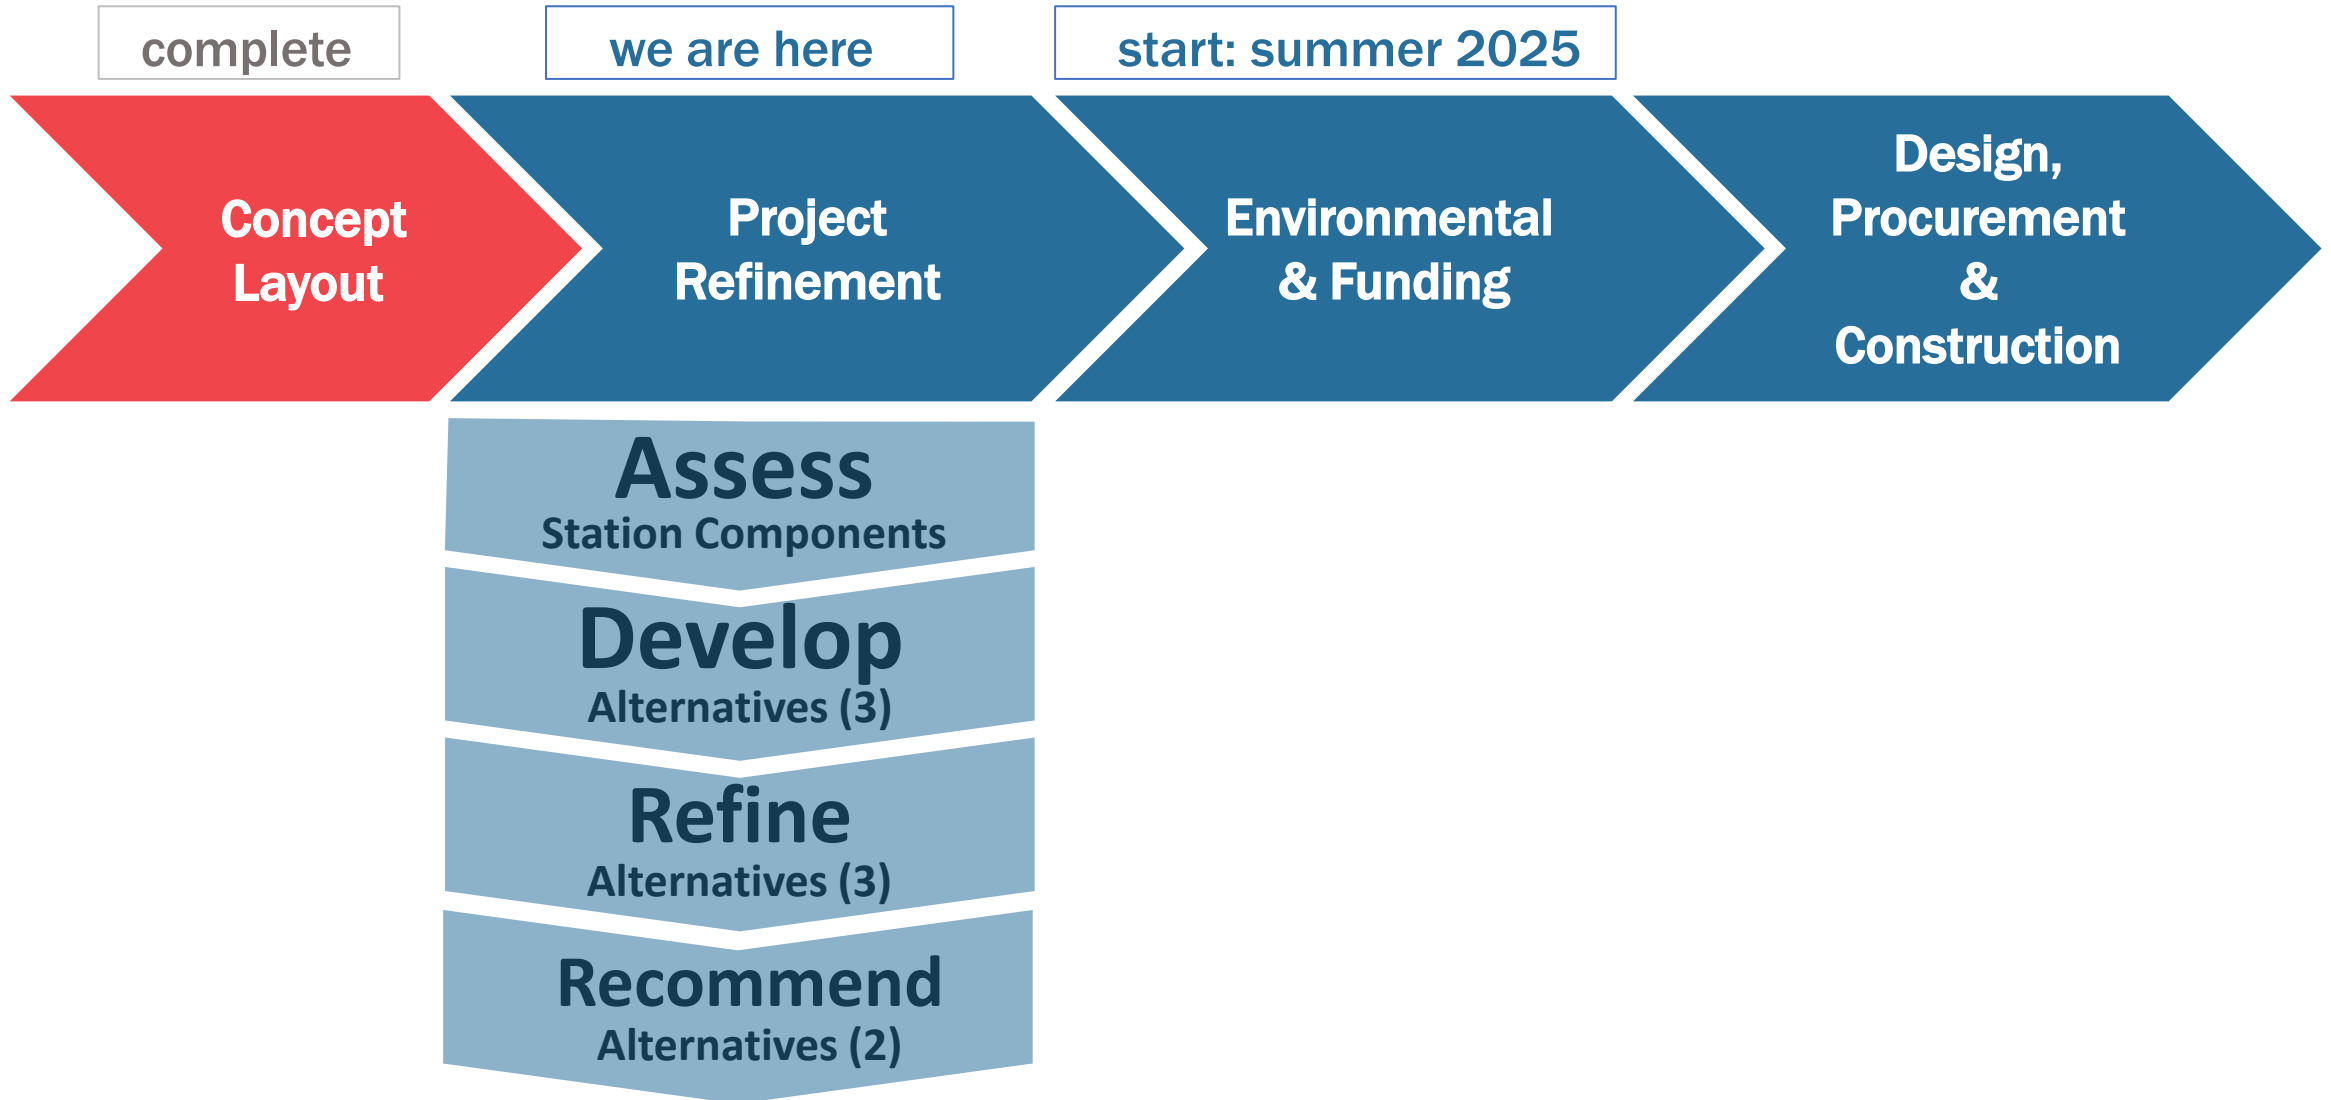 complete
we are here
start: summer 2025
Concept
Layout
Project
Refinement
Environmental
& Funding
Design,
Procurement
&
Construction
Assess
Station Components
Develop
Alternatives (3)
Refine
Alternatives (3)
Recommend
Alternatives (2)